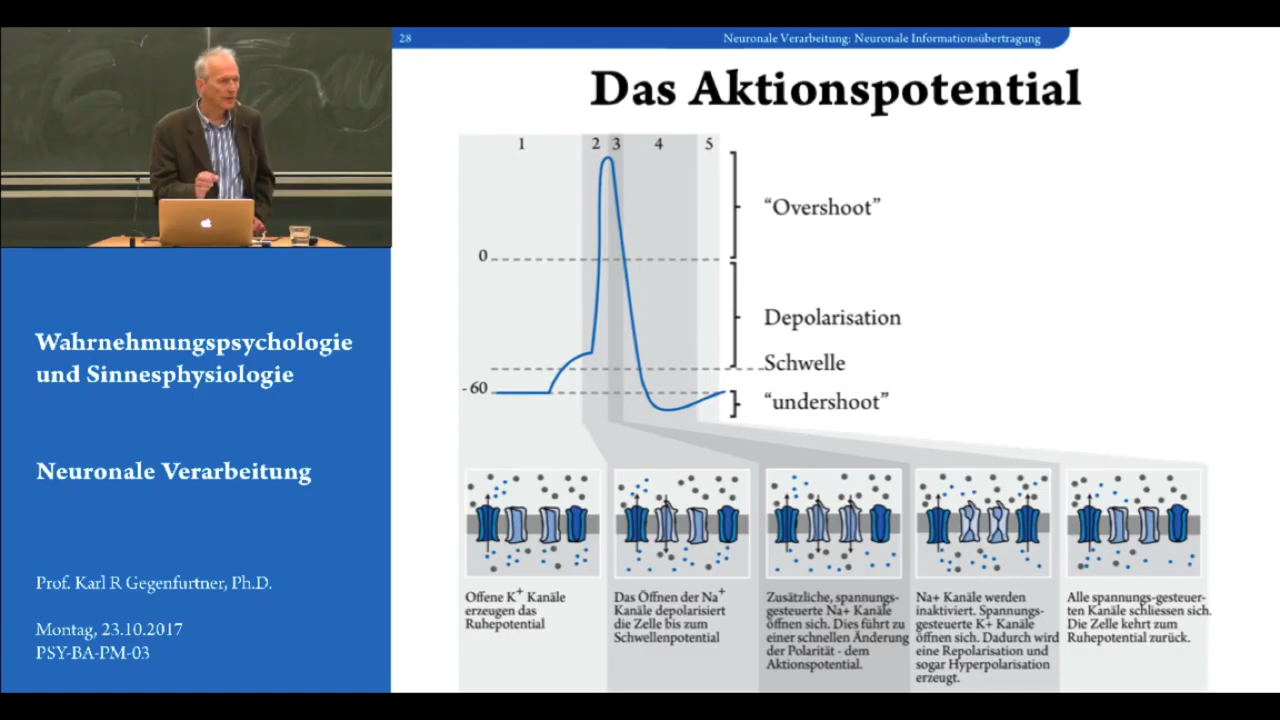 28
Neuronale Verarbeitung: Neuronale Informationsübertragung
Das Aktionspotential
1 2 3 4 5
“Overshoot”
0
Depolarisation
Schwelle
- 60
“undershoot”
Offene K+ Kanäle
erzeugen das
Ruhepotential
Das Öffnen der Na+
Kanäle depolarisiert
die Zelle bis zum
Schwellenpotential
Zusätzliche, spannungs-
gesteuerte Na+ Kanäle
öffnen sich. Dies führt zu
einer schnellen Änderung
der Polarität - dem
Aktionspotential.
Na+ Kanäle werden
inaktiviert. Spannungs-
gesteuerte K+ Kanäle
öffnen sich. Dadurch wird
eine Repolarisation und
sogar Hyperpolarisation
erzeugt.
Alle spannungs-gesteuer-
ten Kanäle schliessen sich.
Die Zelle kehrt zum
Ruhepotential zurück.
Wahrnehmungspsychologie
und Sinnesphysiologie
Neuronale Verarbeitung
Prof. Karl R Gegenfurtner, Ph.D.
Montag, 23.10.2017
PSY-BA-PM-03